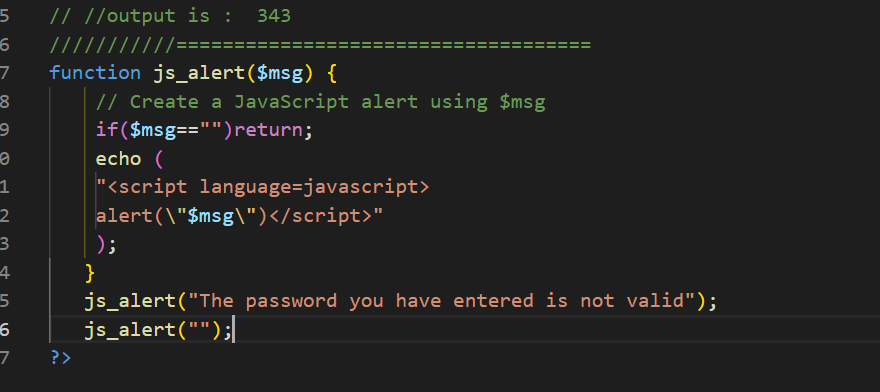 5 // //output is :  343
6 ///////////====================================
7 function js_alert($msg) {
8 // Create a JavaScript alert using $msg
9 if($msg=="")return;
0 echo (
1 "<script language=javascript>
2 alert(\"$msg\")</script>"
3 );
4 }
5 js_alert("The password you have entered is not valid");
6 js_alert("");
7 ?>